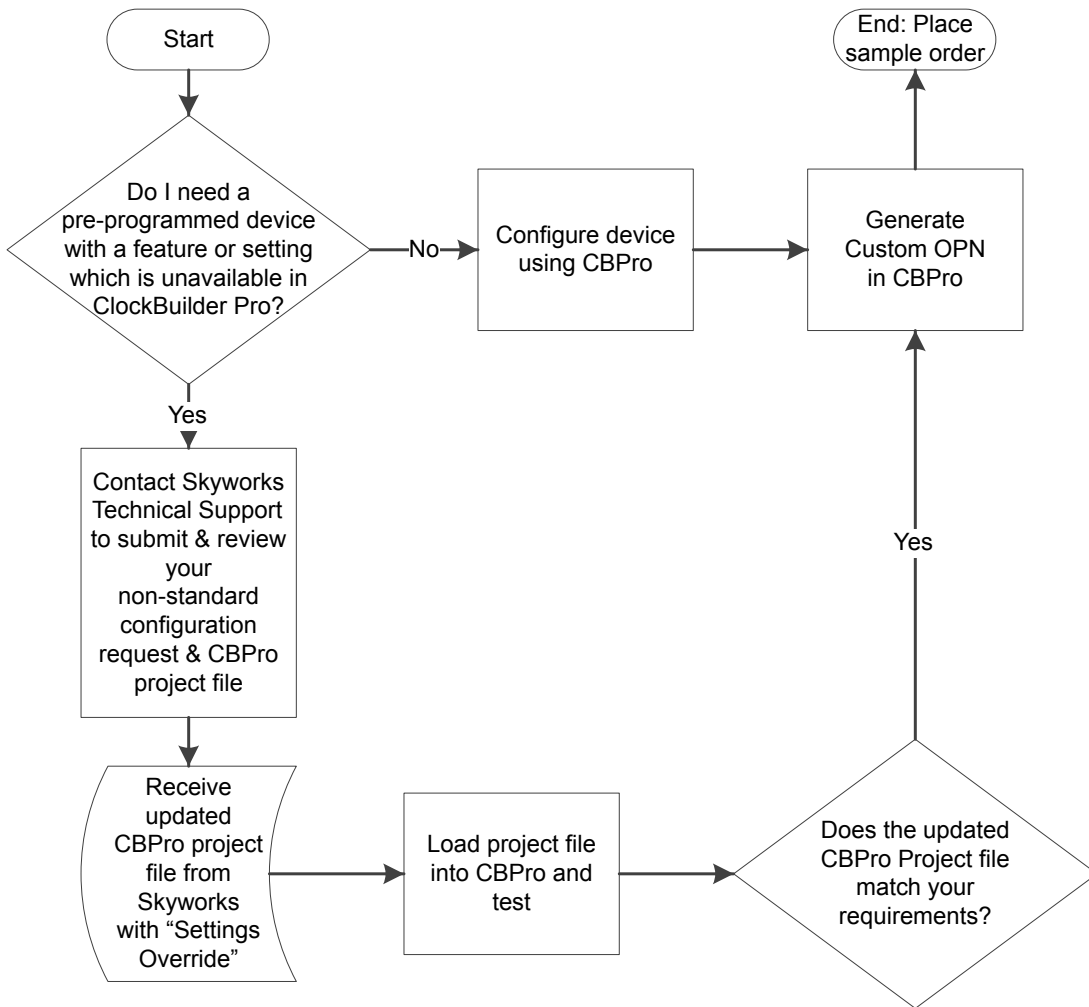 Start
End: Place
sample order
Do I need a
pre-programmed device
with a feature or setting
which is unavailable in
ClockBuilder Pro?
No
Configure device
using CBPro
Generate
Custom OPN
in CBPro
Yes
Contact Skyworks
Technical Support
to submit & review
your
non-standard
configuration
request & CBPro
project file
Yes
Receive
updated
CBPro project
file from
Skyworks
with “Settings
Override”
Load project file
into CBPro and
test
Does the updated
CBPro Project file
match your
requirements?